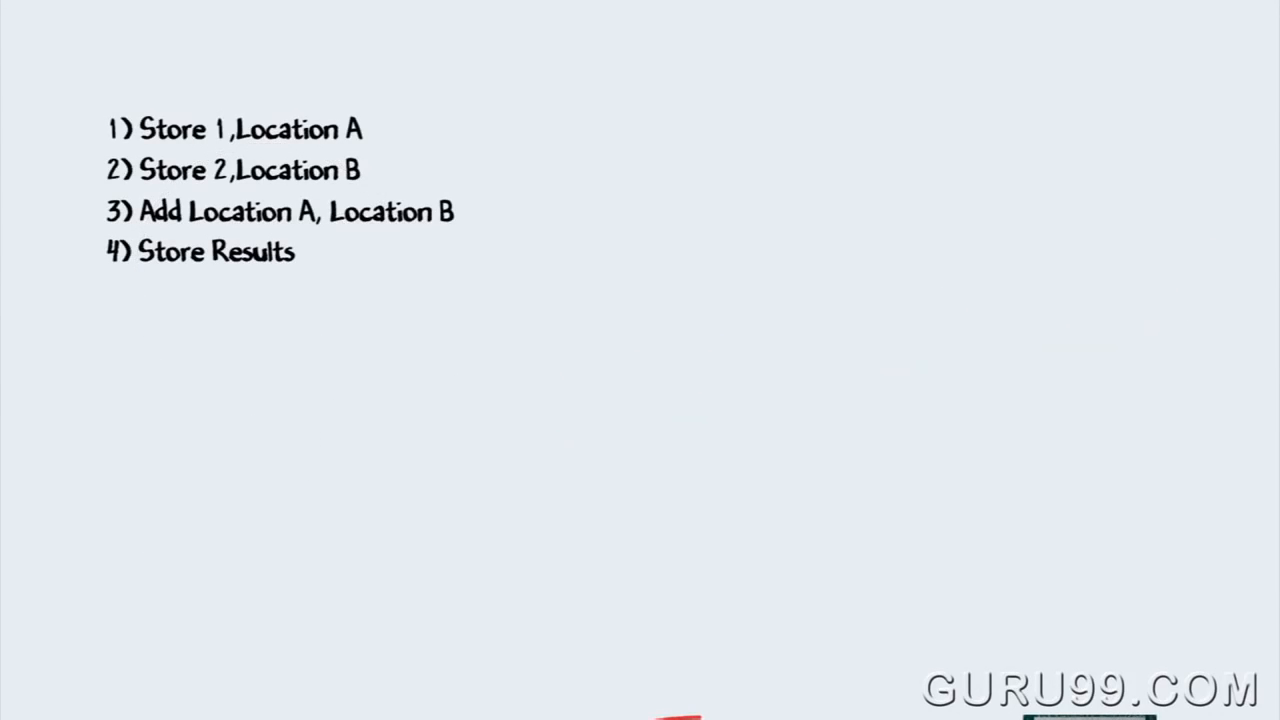 1) Store 1,Location A
2) Store 2,Location B
3) Add Location A, Location B
4) Store Results
GURU99.COM